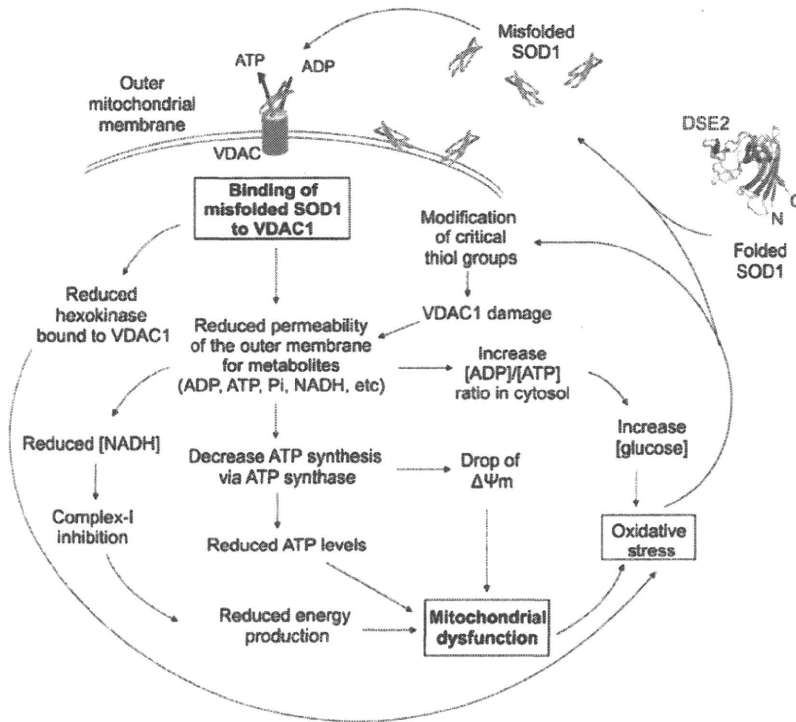 Misfolded
SOD1
ATP
ADP
Outer
mitochondrial
membrane
VDAC
DSE2
C
N
Folded
SOD1
Binding of
misfolded SOD1
to VDAC1
Modification
of critical
thiol groups
Reduced
hexokinase
bound to VDAC1
VDAC1 damage
Reduced permeability
of the outer membrane
for metabolites
(ADP, ATP, Pi, NADH, etc)
Increase
[ADP]/[ATP]
ratio in cytosol
Increase
[glucose]
Reduced [NADH]
Decrease ATP synthesis
via ATP synthase
Drop of
ΔΨm
Complex-I
inhibition
Reduced ATP levels
Oxidative
stress
Reduced energy
production
Mitochondrial
dysfunction